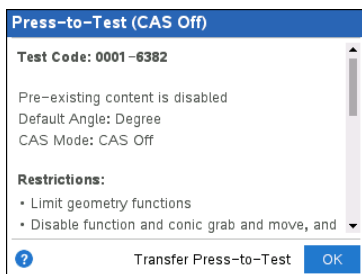 Press-to-Test (CAS Off)
Test Code: 0001-6382
Pre-existing content is disabled
Default Angle: Degree
CAS Mode: CAS Off
Restrictions:
• Limit geometry functions
• Disable function and conic grab and move, and
? Transfer Press-to-Test OK